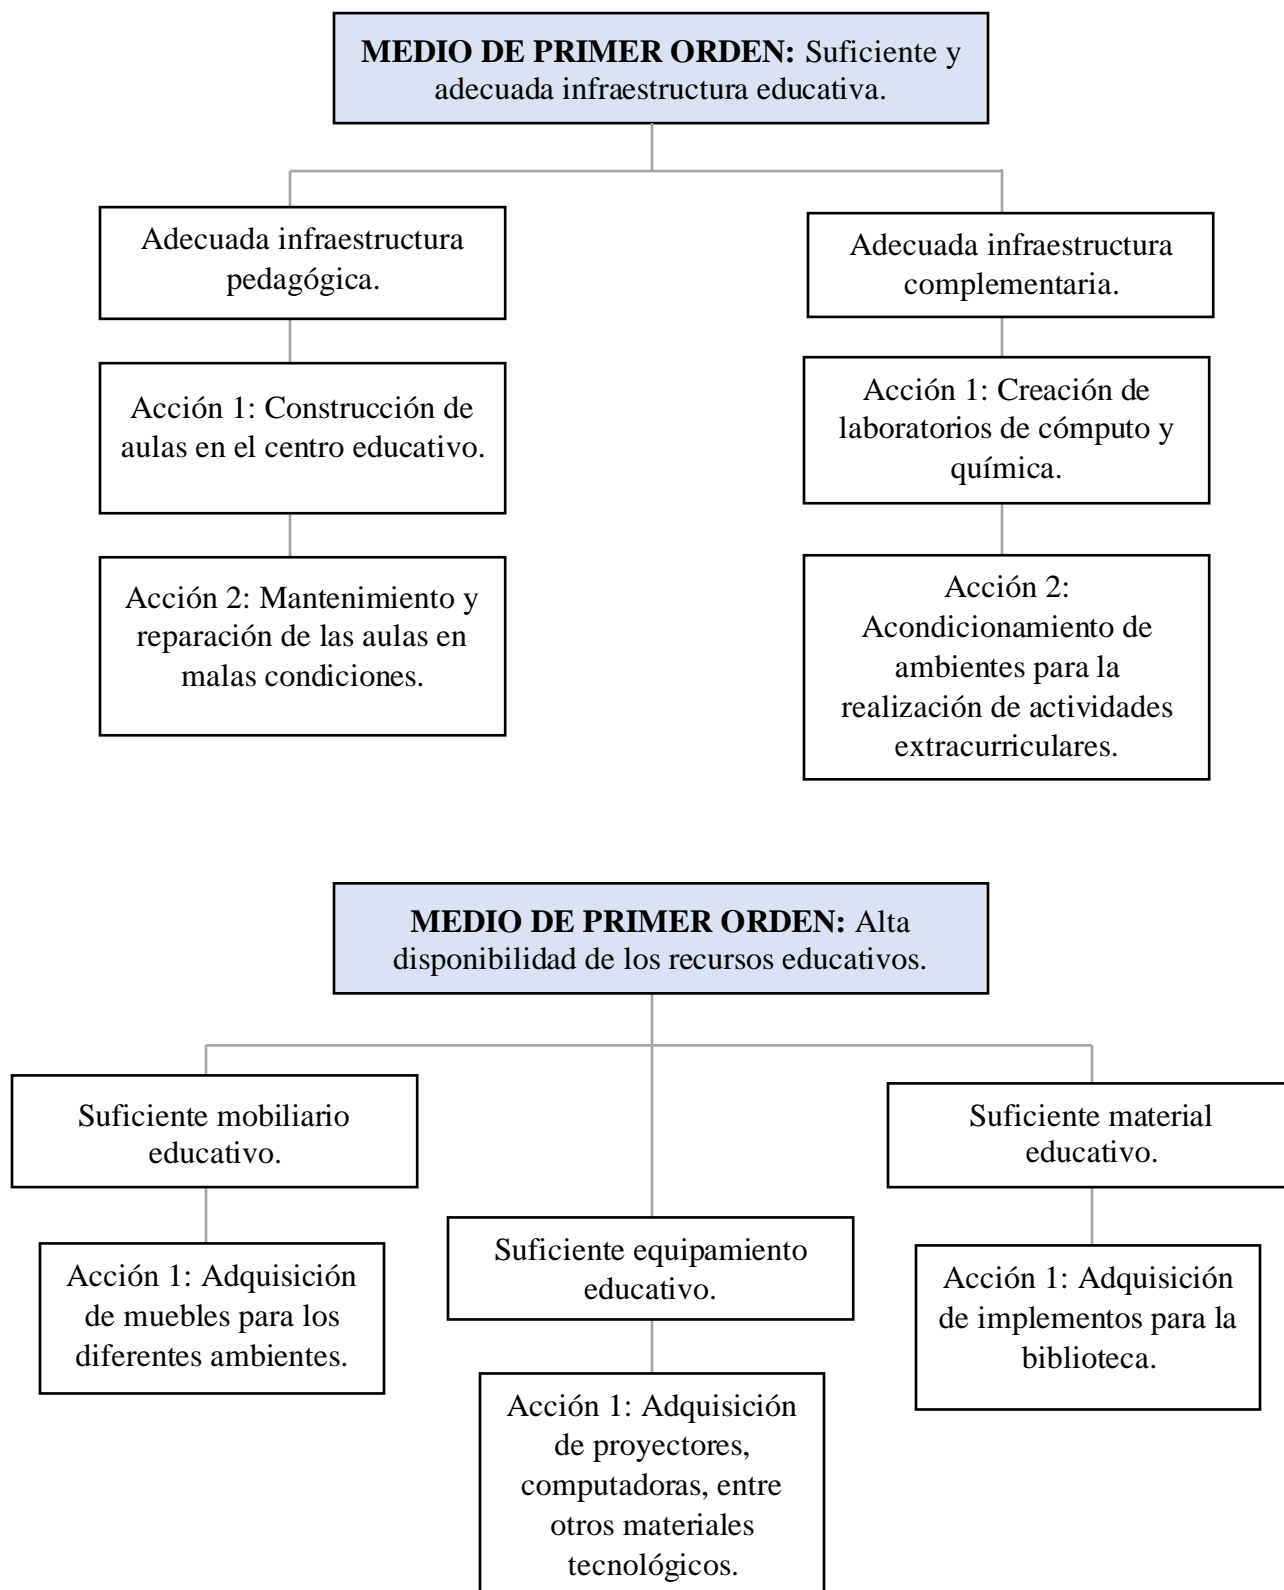 MEDIO DE PRIMER ORDEN: Suficiente y
adecuada infraestructura educativa.
Adecuada infraestructura
pedagógica.
Adecuada infraestructura
complementaria.
Acción 1: Construcción de
aulas en el centro educativo.
Acción 1: Creación de
laboratorios de cómputo y
química.
Acción 2: Mantenimiento y
reparación de las aulas en
malas condiciones.
Acción 2:
Acondicionamiento de
ambientes para la
realización de actividades
extracurriculares.
MEDIO DE PRIMER ORDEN: Alta
disponibilidad de los recursos educativos.
Suficiente mobiliario
educativo.
Suficiente material
educativo.
Suficiente equipamiento
educativo.
Acción 1: Adquisición
de muebles para los
diferentes ambientes.
Acción 1: Adquisición
de implementos para la
biblioteca.
Acción 1: Adquisición
de proyectores,
computadoras, entre
otros materiales
tecnológicos.